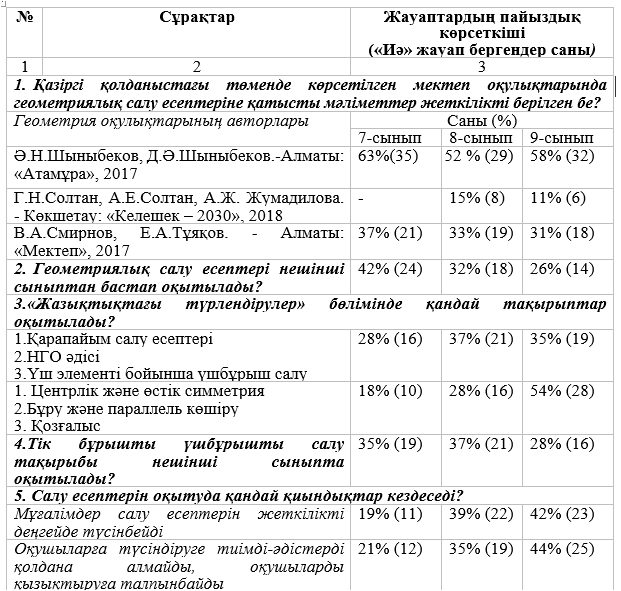 № Сұрақтар Жауаптардың пайыздық
көрсеткіші
(«Иә» жауап бергендер саны)
1 2 3
1. Қазіргі қолданыстағы төменде көрсетілген мектеп оқулықтарында
геометриялық салу есептеріне қатысты мәліметтер жеткілікті берілген бе?
Геометрия оқулықтарының авторлары Саны (%)
7-сынып 8-сынып 9-сынып
Ә.Н.Шыныбеков, Д.Ә.Шыныбеков.-Алматы: 63%(35) 52 % (29) 58% (32)
«Атамұра», 2017
Г.Н.Солтан, А.Е.Солтан, А.Ж. Жумадилова. - 15% (8) 11% (6)
- Көкшетау: «Келешек – 2030», 2018
В.А.Смирнов, Е.А.Тұяқов. - Алматы: 37% (21) 33% (19) 31% (18)
«Мектеп», 2017
2. Геометриялық салу есептері нешінші 42% (24) 32% (18) 26% (14)
сыныптан бастап оқытылады?
3.«Жазықтықтағы түрлендірулер» бөлімінде қандай тақырыптар
оқытылады?
1.Қарапайым салу есептері 28% (16) 37% (21) 35% (19)
2.НГО әдісі
3.Үш элементі бойынша үшбұрыш салу
1. Центрлік және өстік симметрия 18% (10) 28% (16) 54% (28)
2.Бұру және параллель көшіру
3. Қозғалыс
4.Тік бұрышты үшбұрышты салу 35% (19) 37% (21) 28% (16)
тақырыбы нешінші сыныпта
оқытылады?
5. Салу есептерін оқытуда қандай қиындықтар кездеседі?
Мұғалімдер салу есептерін жеткілікті 19% (11) 39% (22) 42% (23)
деңгейде түсінбейді
Оқушыларға түсіндіруге тиімді-әдістерді 21% (12) 35% (19) 44% (25)
қолдана алмайды, оқушыларды
қызықтыруға талпынбайды